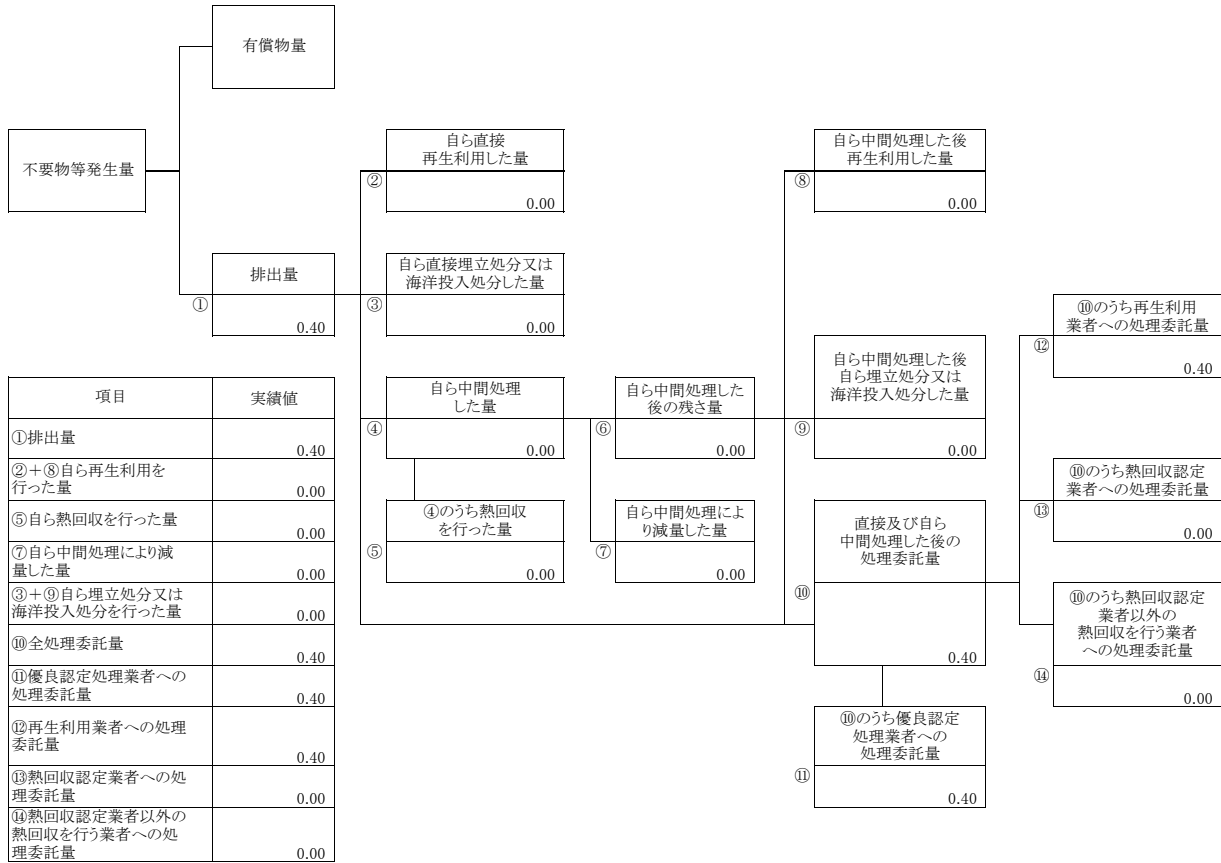 有償物量
不要物等発生量
自ら直接
再生利用した量
②
0.00
自ら中間処理した後
再生利用した量
⑧
0.00
排出量
①
0.40
自ら直接埋立処分又は
海洋投入処分した量
③
0.00
⑩のうち再生利用
業者への処理委託量
⑫
0.40
自ら中間処理
した量
④
0.00
自ら中間処理した
後の残さ量
⑥
0.00
自ら中間処理した後
自ら埋立処分又は
海洋投入処分した量
⑨
0.00
⑩のうち熱回収認定
業者への処理委託量
⑬
0.00
④のうち熱回収
を行った量
⑤
0.00
自ら中間処理によ
り減量した量
⑦
0.00
直接及び自ら
中間処理した後の
処理委託量
⑩
0.40
⑩のうち熱回収認定
業者以外の
熱回収を行う業者
への処理委託量
⑭
0.00
⑩のうち優良認定
処理業者への
処理委託量
⑪
0.40
項目 実績値
①排出量
0.40
②+⑧自ら再生利用を
行った量 0.00
⑤自ら熱回収を行った量
0.00
⑦自ら中間処理により減
量した量 0.00
③+⑨自ら埋立処分又は
海洋投入処分を行った量 0.00
⑩全処理委託量
0.40
⑪優良認定処理業者への
処理委託量 0.40
⑫再生利用業者への処理
委託量
0.40
⑬熱回収認定業者への処
理委託量 0.00
⑭熱回収認定業者以外の
熱回収を行う業者への処
理委託量 0.00